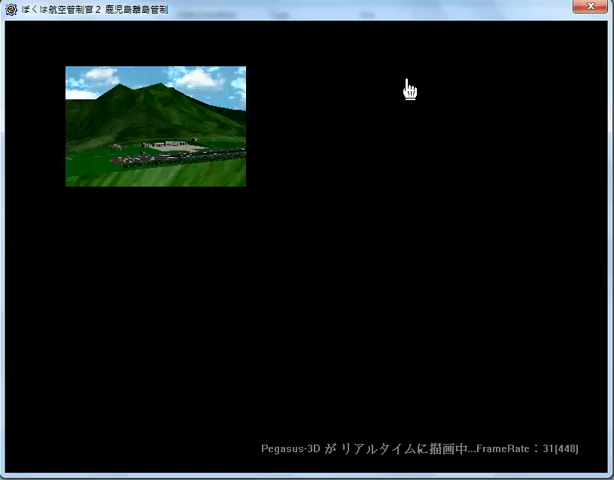 ぼくは航空管制官２ 鹿児島離島管制
Pegasus-3D が リアルタイムに描画中...FrameRate：31(448)